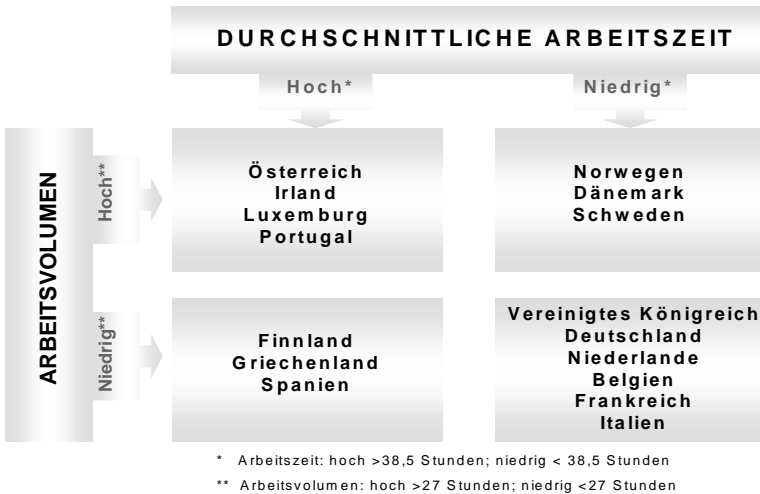 DURCHSCHNITTLICHE ARBEITSZEIT
Hoch*
Niedrig*
ARBEITSVOLUMEN
Hoch**
Österreich
Irland
Luxemburg
Portugal
Norwegen
Dänemark
Schweden
Niedrig**
Finnland
Griechenland
Spanien
Vereinigtes Königreich
Deutschland
Niederlande
Belgien
Frankreich
Italien
* Arbeitszeit: hoch >38,5 Stunden; niedrig < 38,5 Stunden
** Arbeitsvolumen: hoch >27 Stunden; niedrig <27 Stunden